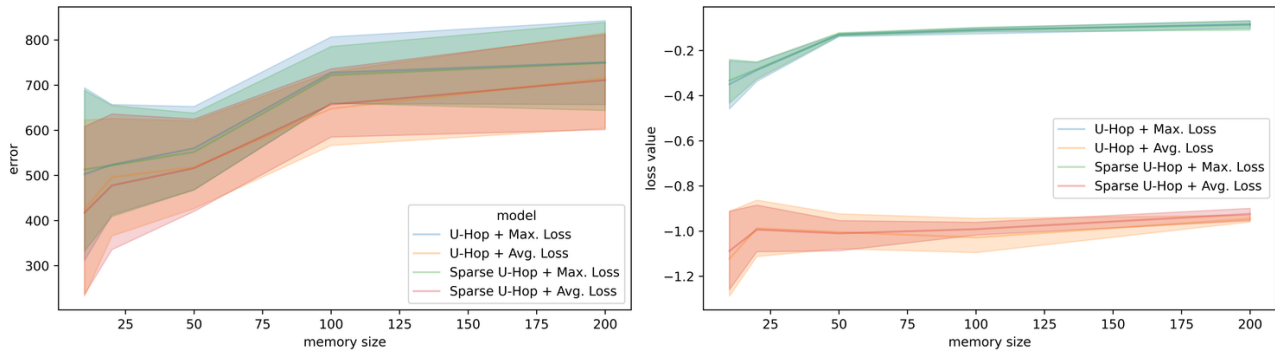 800
700
600
500
400
300
error
25
50
75
100
125
150
175
200
memory size
model
U-Hop + Max. Loss
U-Hop + Avg. Loss
Sparse U-Hop + Max. Loss
Sparse U-Hop + Avg. Loss
−0.2
−0.4
−0.6
−0.8
−1.0
−1.2
loss value
25
50
75
100
125
150
175
200
memory size
U-Hop + Max. Loss
U-Hop + Avg. Loss
Sparse U-Hop + Max. Loss
Sparse U-Hop + Avg. Loss